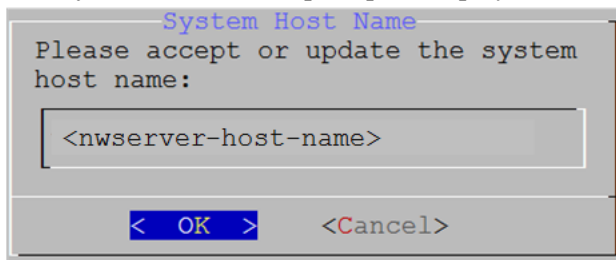 System Host Name
Please accept or update the system
host name:
<nwserver-host-name>
< OK > <Cancel>